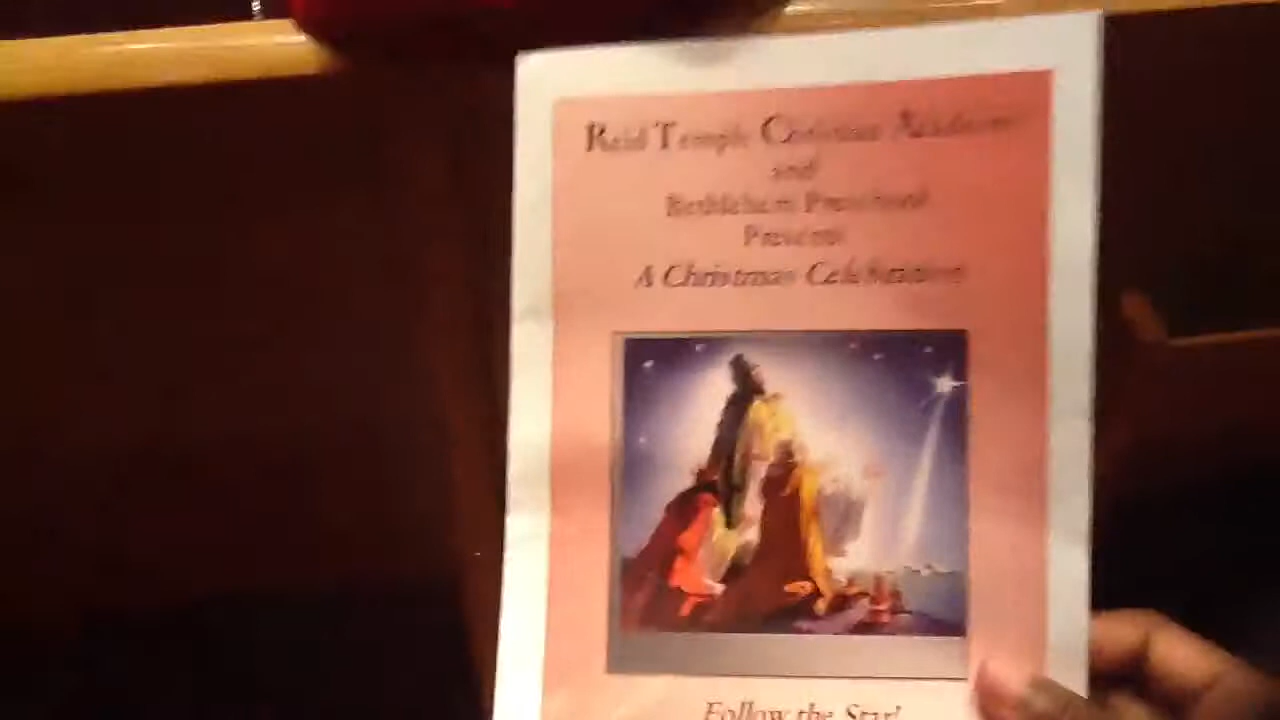 Reid Temple Christian Academy
and
Bethlehem Preschool
Presents
A Christmas Celebration
Follow the Star!